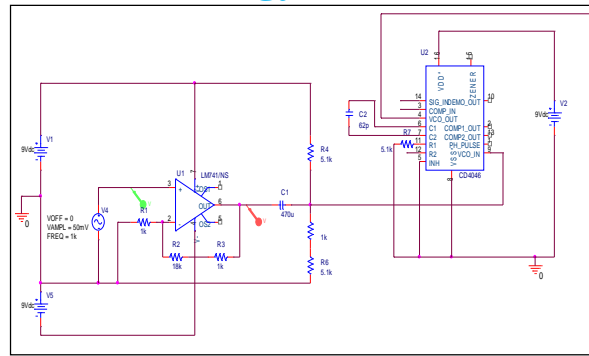 U2
16
15
VDD'
ZENER
14
SIG_IN
DEMO_OUT
10
3
COMP_IN
4
VCO_OUT
6
C1
COMP1_OUT
2
7
C2
COMP2_OUT
13
11
R1
PH_PULSE
1
12
R2
VCO_IN
9
5
INH
VSS'
8
CD4046
C2
62p
R7
5.1k
V2
9Vdc
V1
9Vdc
R4
5.1k
U1
LM741/NS
3
+
7
V+
OS1
1
6
OUT
2
-
OS2
5
4
V-
C1
470u
V4
VOFF = 0
VAMPL = 50mV
FREQ = 1k
R1
1k
V
V
R2
18k
R3
1k
1k
R6
5.1k
0
0
V5
9Vdc